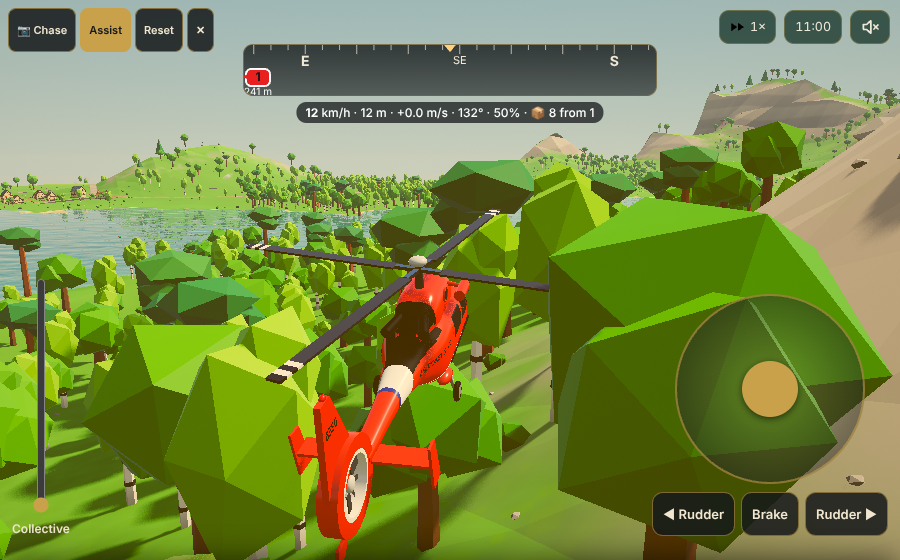 Chase
Assist
Reset
×
1×
11:00
E
SE
S
1
241 m
12 km/h · 12 m · +0.0 m/s · 132° · 50% · 📦 8 from 1
Collective
◀ Rudder
Brake
Rudder ▶